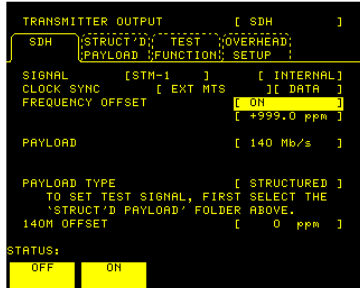 TRANSMITTER OUTPUT [ SDH ]
SDH STRUCT'D PAYLOAD TEST FUNCTION OVERHEAD SETUP
SIGNAL [STM-1 ] [ INTERNAL]
CLOCK SYNC [ EXT MTS ][ DATA ]
FREQUENCY OFFSET [ ON ]
[ +999.0 ppm ]
PAYLOAD [ 140 Mb/s ]
PAYLOAD TYPE [ STRUCTURED ]
TO SET TEST SIGNAL, FIRST SELECT THE
'STRUCT'D PAYLOAD' FOLDER ABOVE.
140M OFFSET [ 0 ppm ]
STATUS:
OFF ON